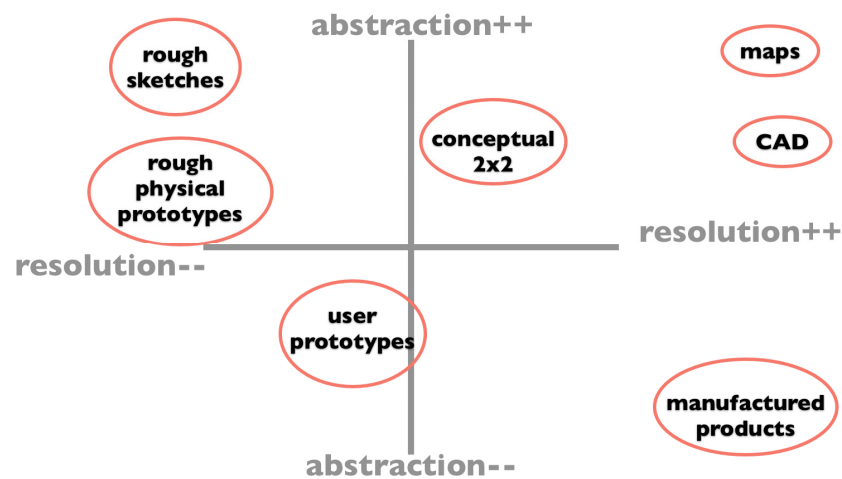 abstraction++
rough
sketches
maps
conceptual
2x2
CAD
rough
physical
prototypes
resolution++
resolution--
user
prototypes
manufactured
products
abstraction--